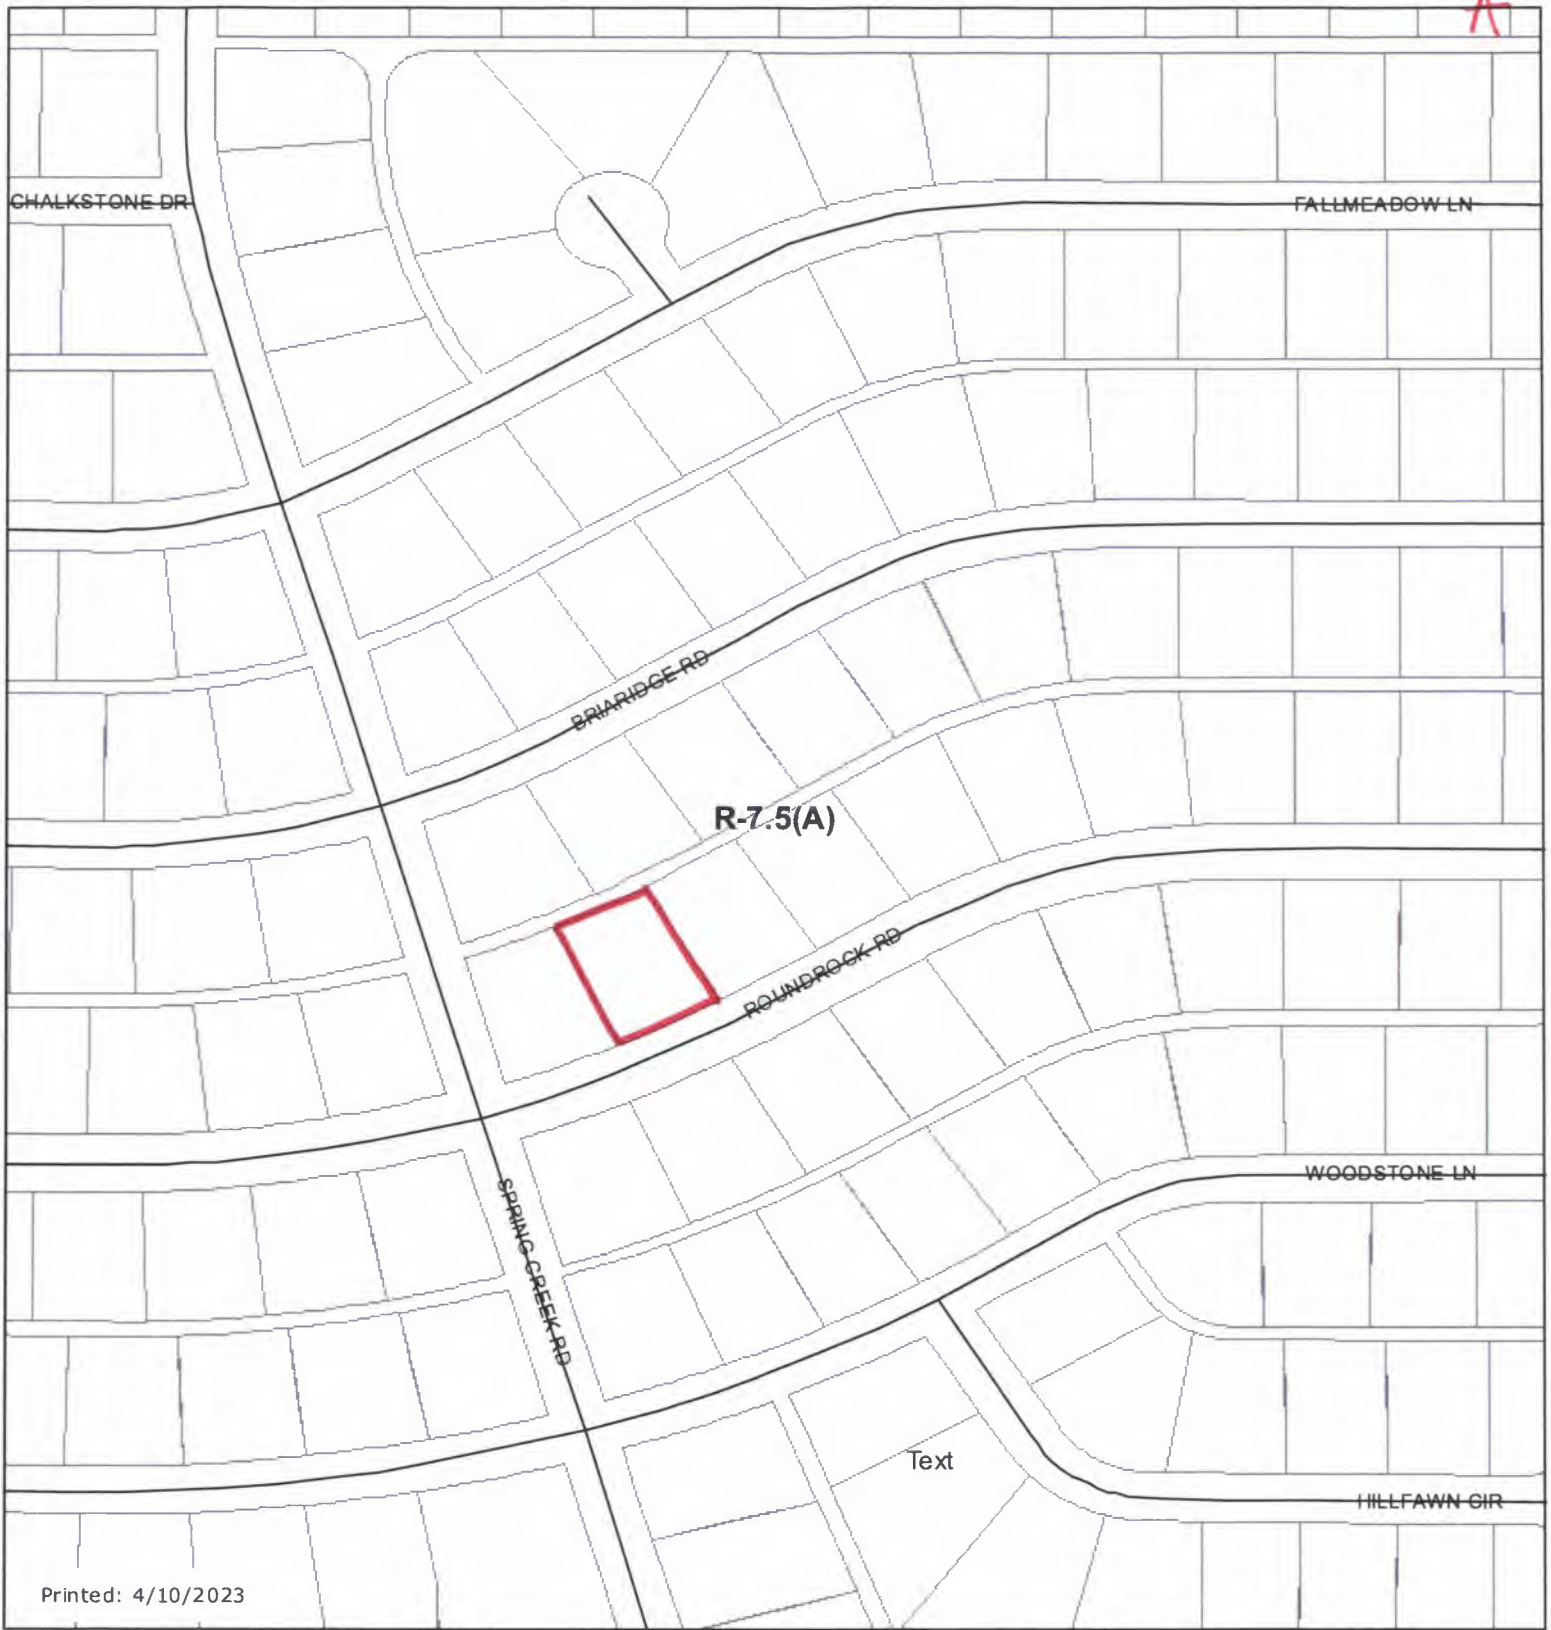 A
CHALKSTONE DR
FALLMEADOW LN
BRIARIDGE RD
R-7.5(A)
ROUNDROCK RD
WOODSTONE LN
SPRING CREEK RD
Text
HILLFAWN CIR
Printed: 4/10/2023